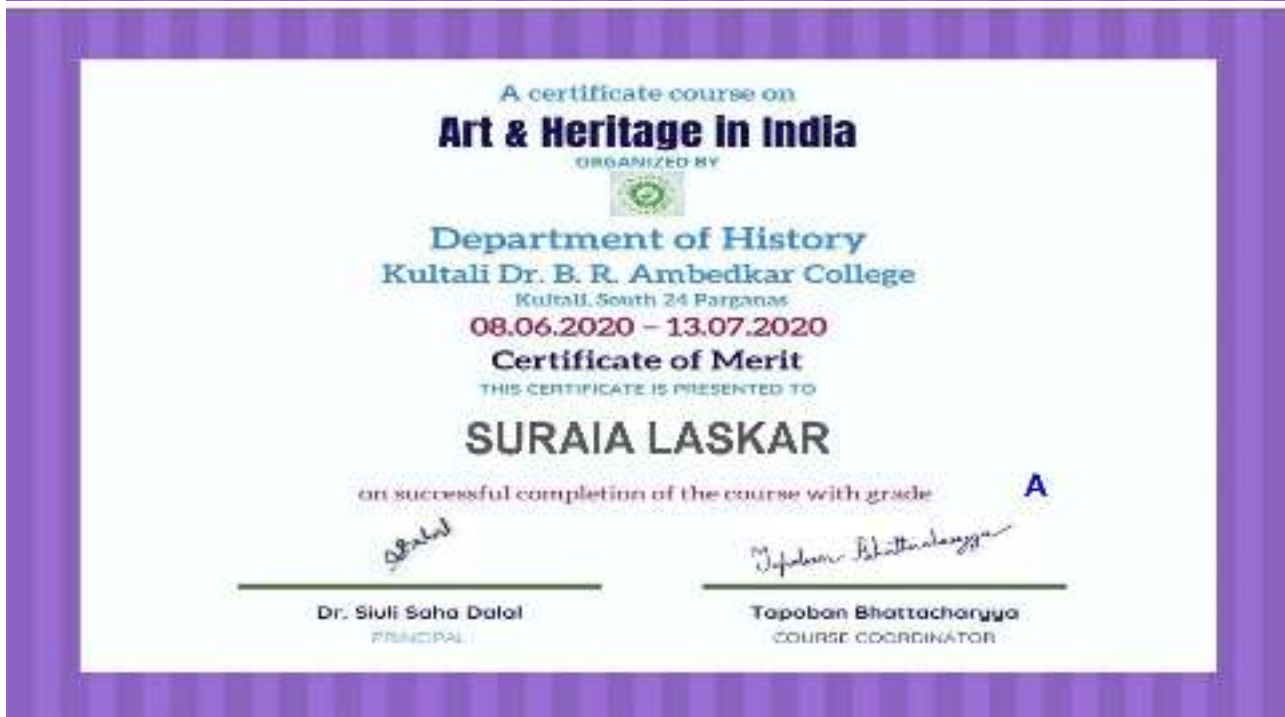 A certificate course on
Art & Heritage in India
ORGANIZED BY
Department of History
Kultali Dr. B. R. Ambedkar College
Kultali, South 24 Parganas
08.06.2020 – 13.07.2020
Certificate of Merit
THIS CERTIFICATE IS PRESENTED TO
SURAIA LASKAR
on successful completion of the course with grade A
Tapoban Bhattacharyya
Dr. Siuli Saha Dalal
Tapoban Bhattacharyya
PRINCIPAL
COURSE COORDINATOR